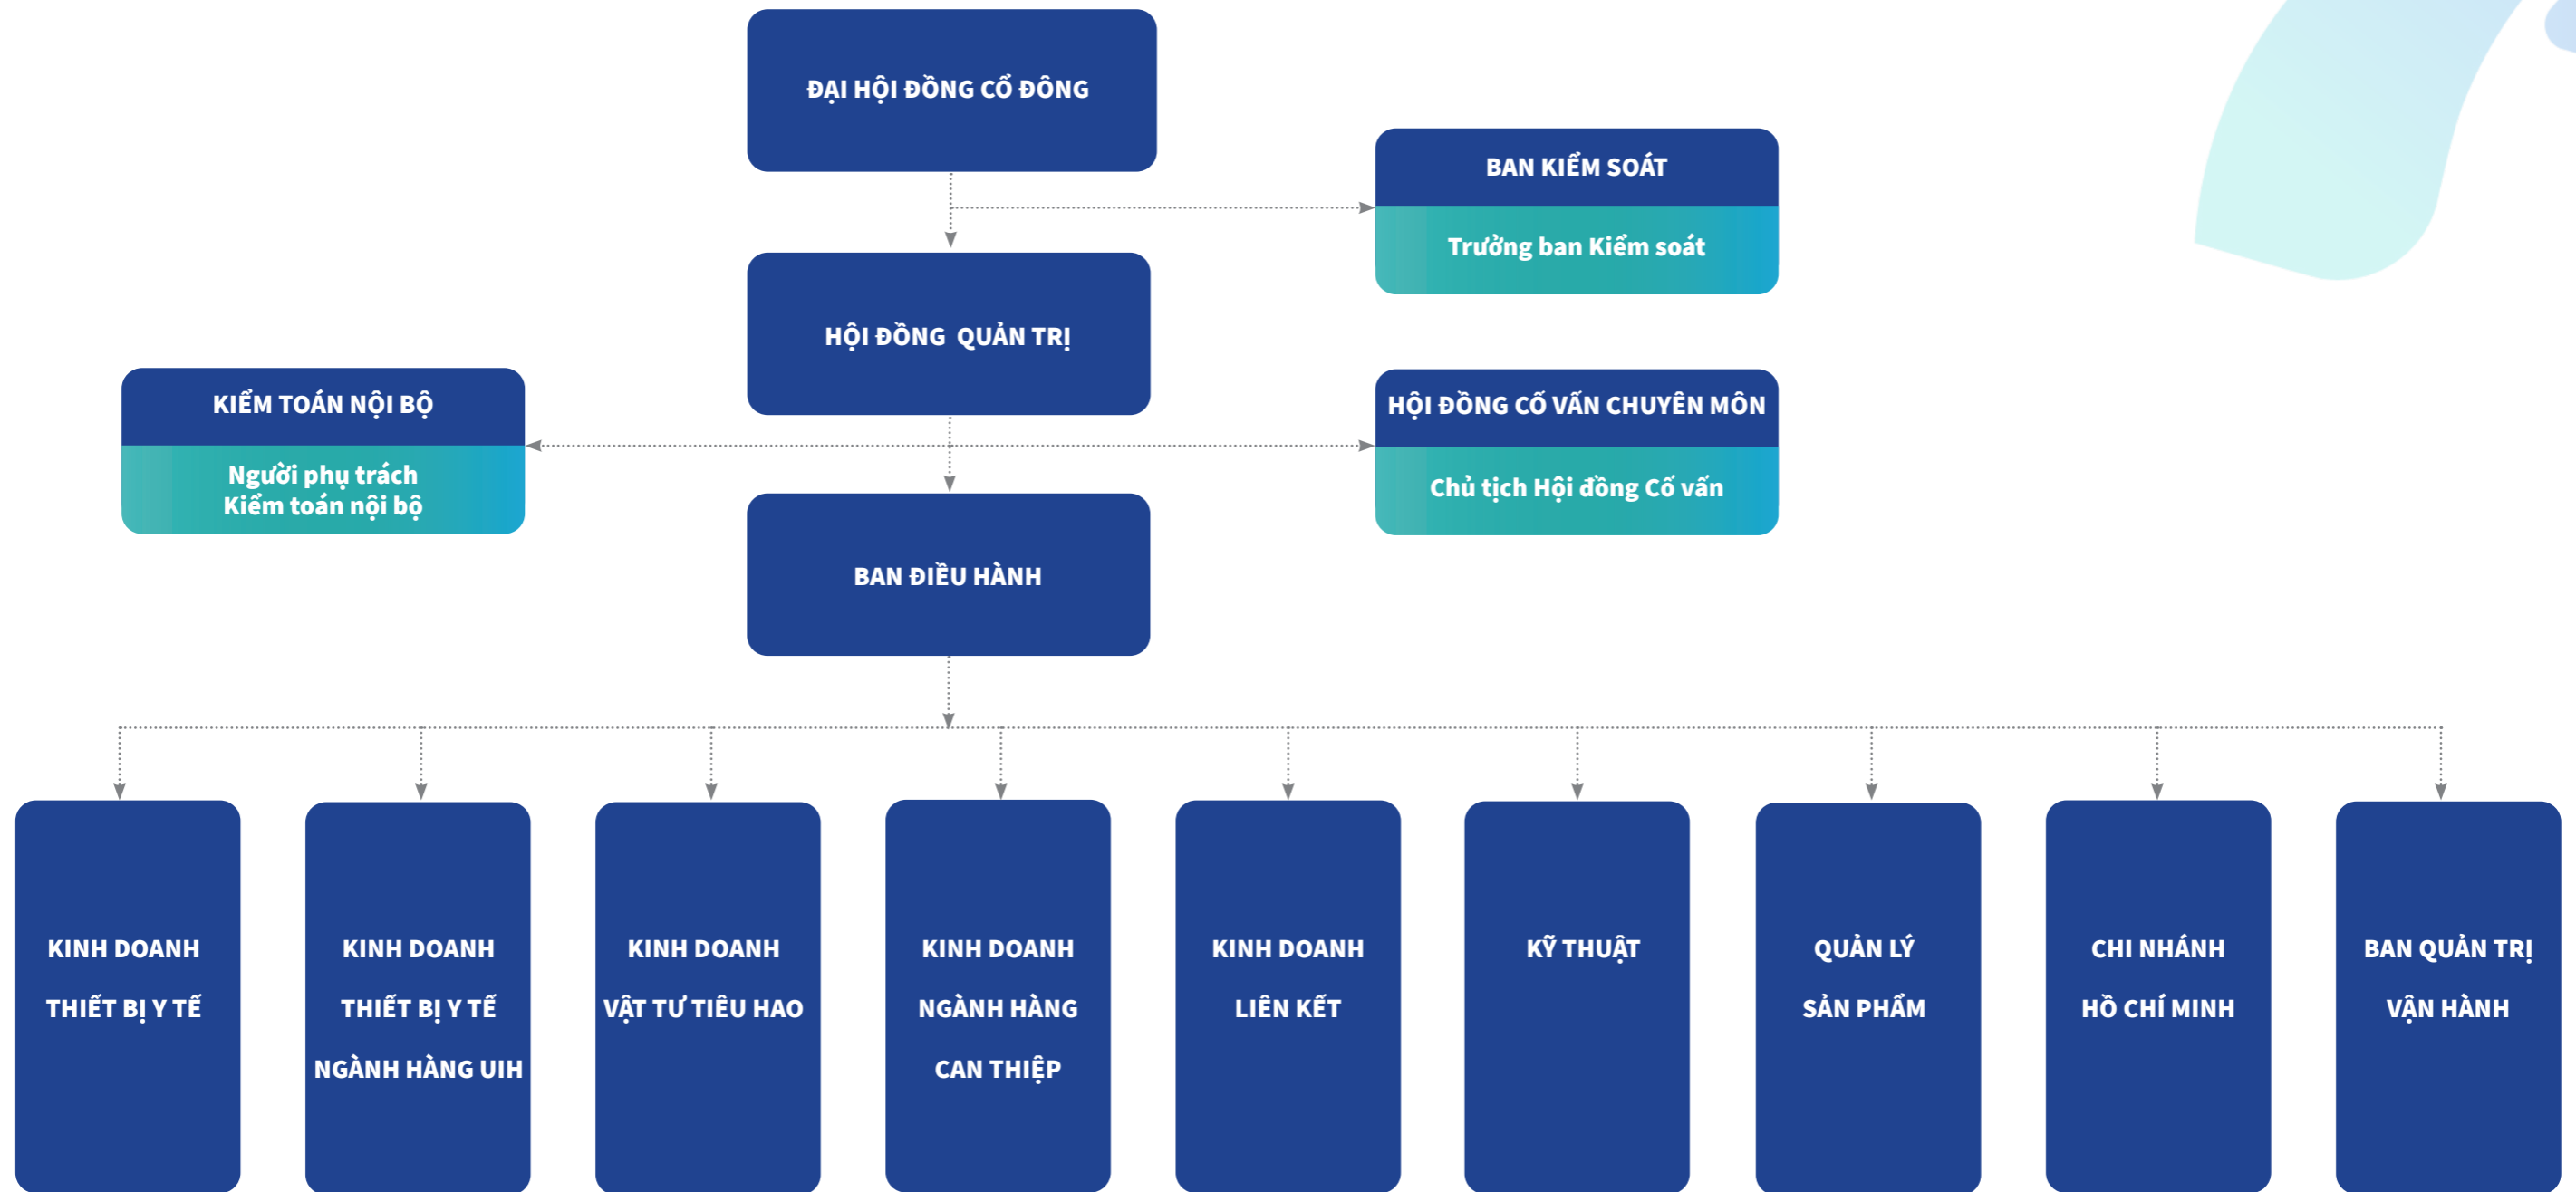 ĐẠI HỘI ĐỒNG CỔ ĐÔNG
BAN KIỂM SOÁT
Trưởng ban Kiểm soát
HỘI ĐỒNG QUẢN TRỊ
KIỂM TOÁN NỘI BỘ
Người phụ trách
Kiểm toán nội bộ
HỘI ĐỒNG CỐ VẤN CHUYÊN MÔN
Chủ tịch Hội đồng Cố vấn
BAN ĐIỀU HÀNH
KINH DOANH
THIẾT BỊ Y TẾ
KINH DOANH
THIẾT BỊ Y TẾ
NGÀNH HÀNG UIH
KINH DOANH
VẬT TƯ TIÊU HAO
KINH DOANH
NGÀNH HÀNG
CAN THIỆP
KINH DOANH
LIÊN KẾT
KỸ THUẬT
QUẢN LÝ
SẢN PHẨM
CHI NHÁNH
HỒ CHÍ MINH
BAN QUẢN TRỊ
VẬN HÀNH